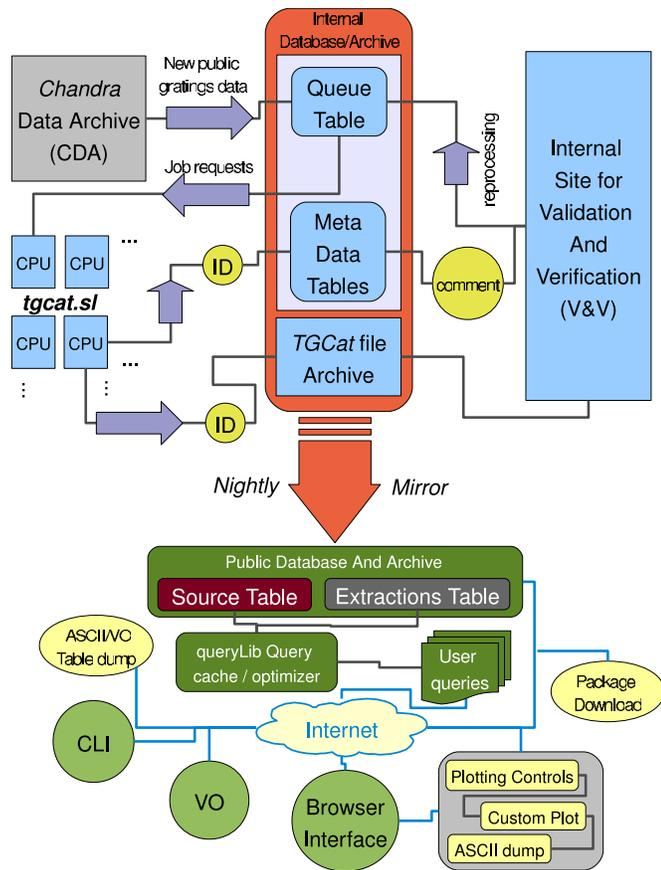 Internal
Database/Archive
Chandra
Data Archive
(CDA)
New public
gratings data
Queue
Table
reprocessing
Internal
Site for
Validation
And
Verification
(V&V)
Job requests
CPU
CPU
...
tgcat.sl
CPU
CPU
...
...
...
ID
Meta
Data
Tables
comment
TGCat file
Archive
ID
Nightly
Mirror
Public Database And Archive
Source Table
Extractions Table
ASCII/VO
Table dump
queryLib Query
cache / optimizer
User
queries
Package
Download
Internet
CLI
VO
Browser
Interface
Plotting Controls
Custom Plot
ASCII dump